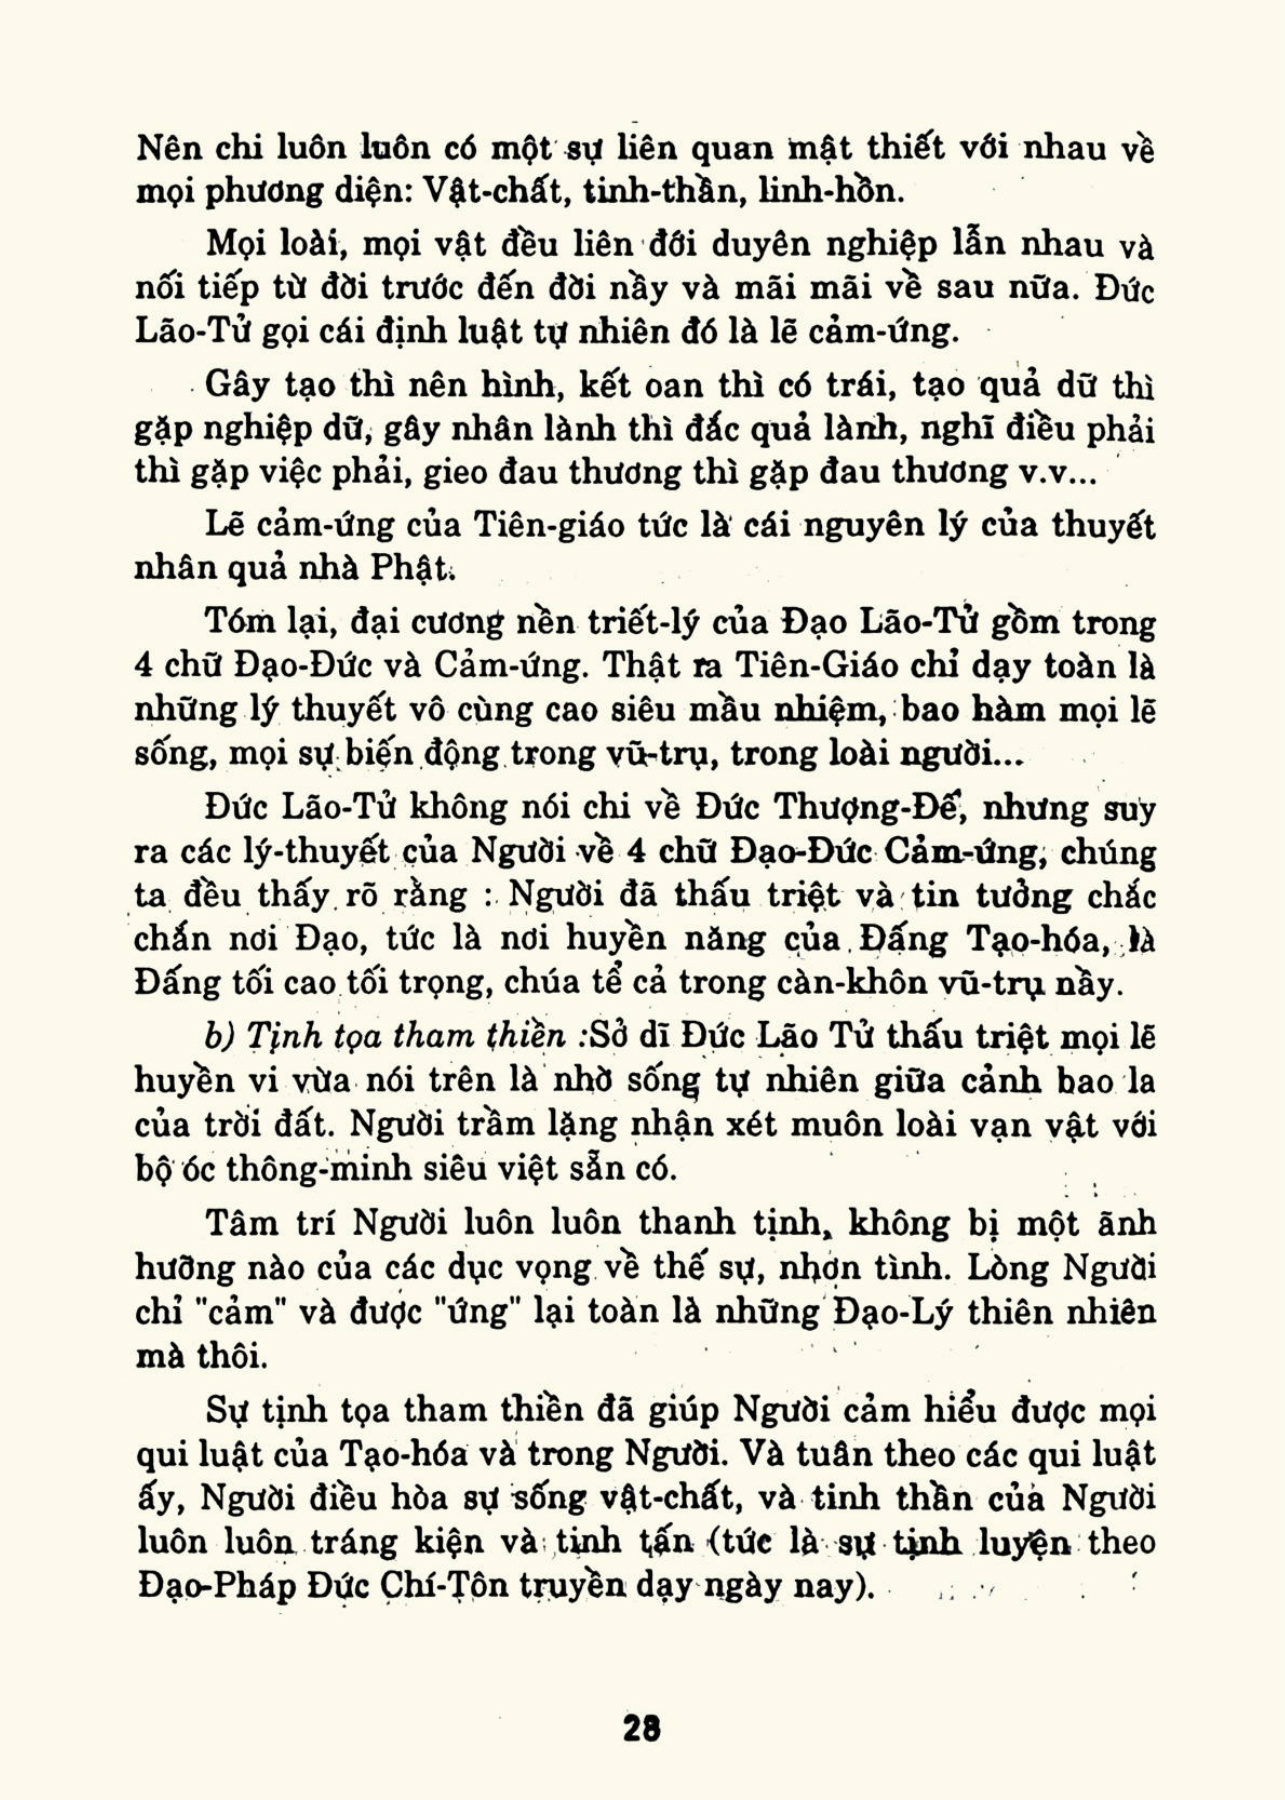 Nên chi luôn luôn có một sự liên quan mật thiết với nhau về
mọi phương diện: Vật-chất, tinh-thần, linh-hồn.
Mọi loài, mọi vật đều liên đới duyên nghiệp lẫn nhau và
nối tiếp từ đời trước đến đời nầy và mãi mãi về sau nữa. Đức
Lão-Tử gọi cái định luật tự nhiên đó là lẽ cảm-ứng.
Gây tạo thì nên hình, kết oan thì có trái, tạo quả dữ thì
gặp nghiệp dữ, gây nhân lành thì đắc quả lành, nghĩ điều phải
thì gặp việc phải, gieo đau thương thì gặp đau thương v.v...
Lẽ cảm-ứng của Tiên-giáo tức là cái nguyên lý của thuyết
nhân quả nhà Phật.
Tóm lại, đại cương nền triết-lý của Đạo Lão-Tử gồm trong
4 chữ Đạo-Đức và Cảm-ứng. Thật ra Tiên-Giáo chỉ dạy toàn là
những lý thuyết vô cùng cao siêu mầu nhiệm, bao hàm mọi lẽ
sống, mọi sự biến động trong vũ-trụ, trong loài người...
Đức Lão-Tử không nói chi về Đức Thượng-Đế, nhưng suy
ra các lý-thuyết của Người về 4 chữ Đạo-Đức Cảm-ứng, chúng
ta đều thấy rõ rằng : Người đã thấu triệt và tin tưởng chắc
chắn nơi Đạo, tức là nơi huyền năng của Đấng Tạo-hóa, là
Đấng tối cao tối trọng, chúa tể cả trong càn-khôn vũ-trụ nầy.
b) Tịnh tọa tham thiền :Sở dĩ Đức Lão Tử thấu triệt mọi lẽ
huyền vi vừa nói trên là nhờ sống tự nhiên giữa cảnh bao la
của trời đất. Người trầm lặng nhận xét muôn loài vạn vật với
bộ óc thông-minh siêu việt sẵn có.
Tâm trí Người luôn luôn thanh tịnh, không bị một ãnh
hưỡng nào của các dục vọng về thế sự, nhơn tình. Lòng Người
chỉ "cảm" và được "ứng" lại toàn là những Đạo-Lý thiên nhiên
mà thôi.
Sự tịnh tọa tham thiền đã giúp Người cảm hiểu được mọi
qui luật của Tạo-hóa và trong Người. Và tuân theo các qui luật
ấy, Người điều hòa sự sống vật-chất, và tinh thần của Người
luôn luôn tráng kiện và tinh tấn (tức là sự tịnh luyện theo
Đạo-Pháp Đức Chí-Tôn truyền dạy ngày nay).
28